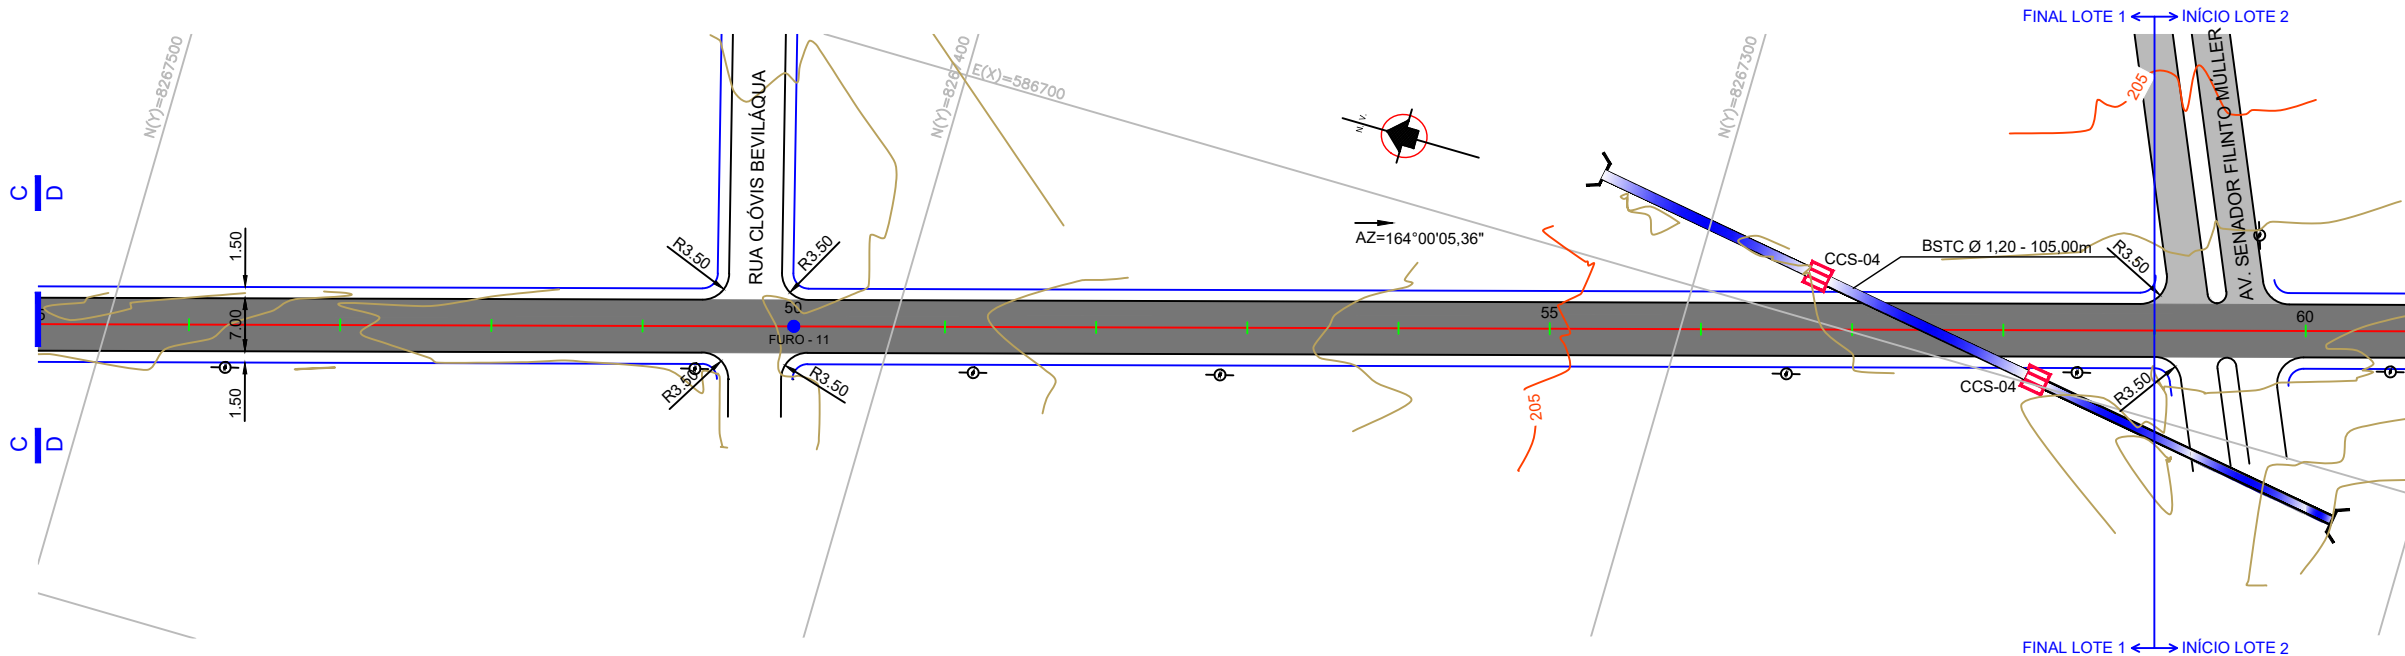 FINAL LOTE 1
INÍCIO LOTE 2
N(Y)=8267500
N(Y)=8267400
E(X)=586700
N(Y)=8267300
AV. SENADOR FILINTO MÜLLER
205
RUA CLÓVIS BEVILÁQUA
N.V.
C
D
1.50
R3.50
R3.50
AZ=164°00'05,36"
CCS-04
BSTC Ø 1,20 - 105,00m
R3.50
7.00
50
55
60
FURO - 11
1.50
R3.50
R3.50
205
CCS-04
R3.50
C
D
FINAL LOTE 1
INÍCIO LOTE 2